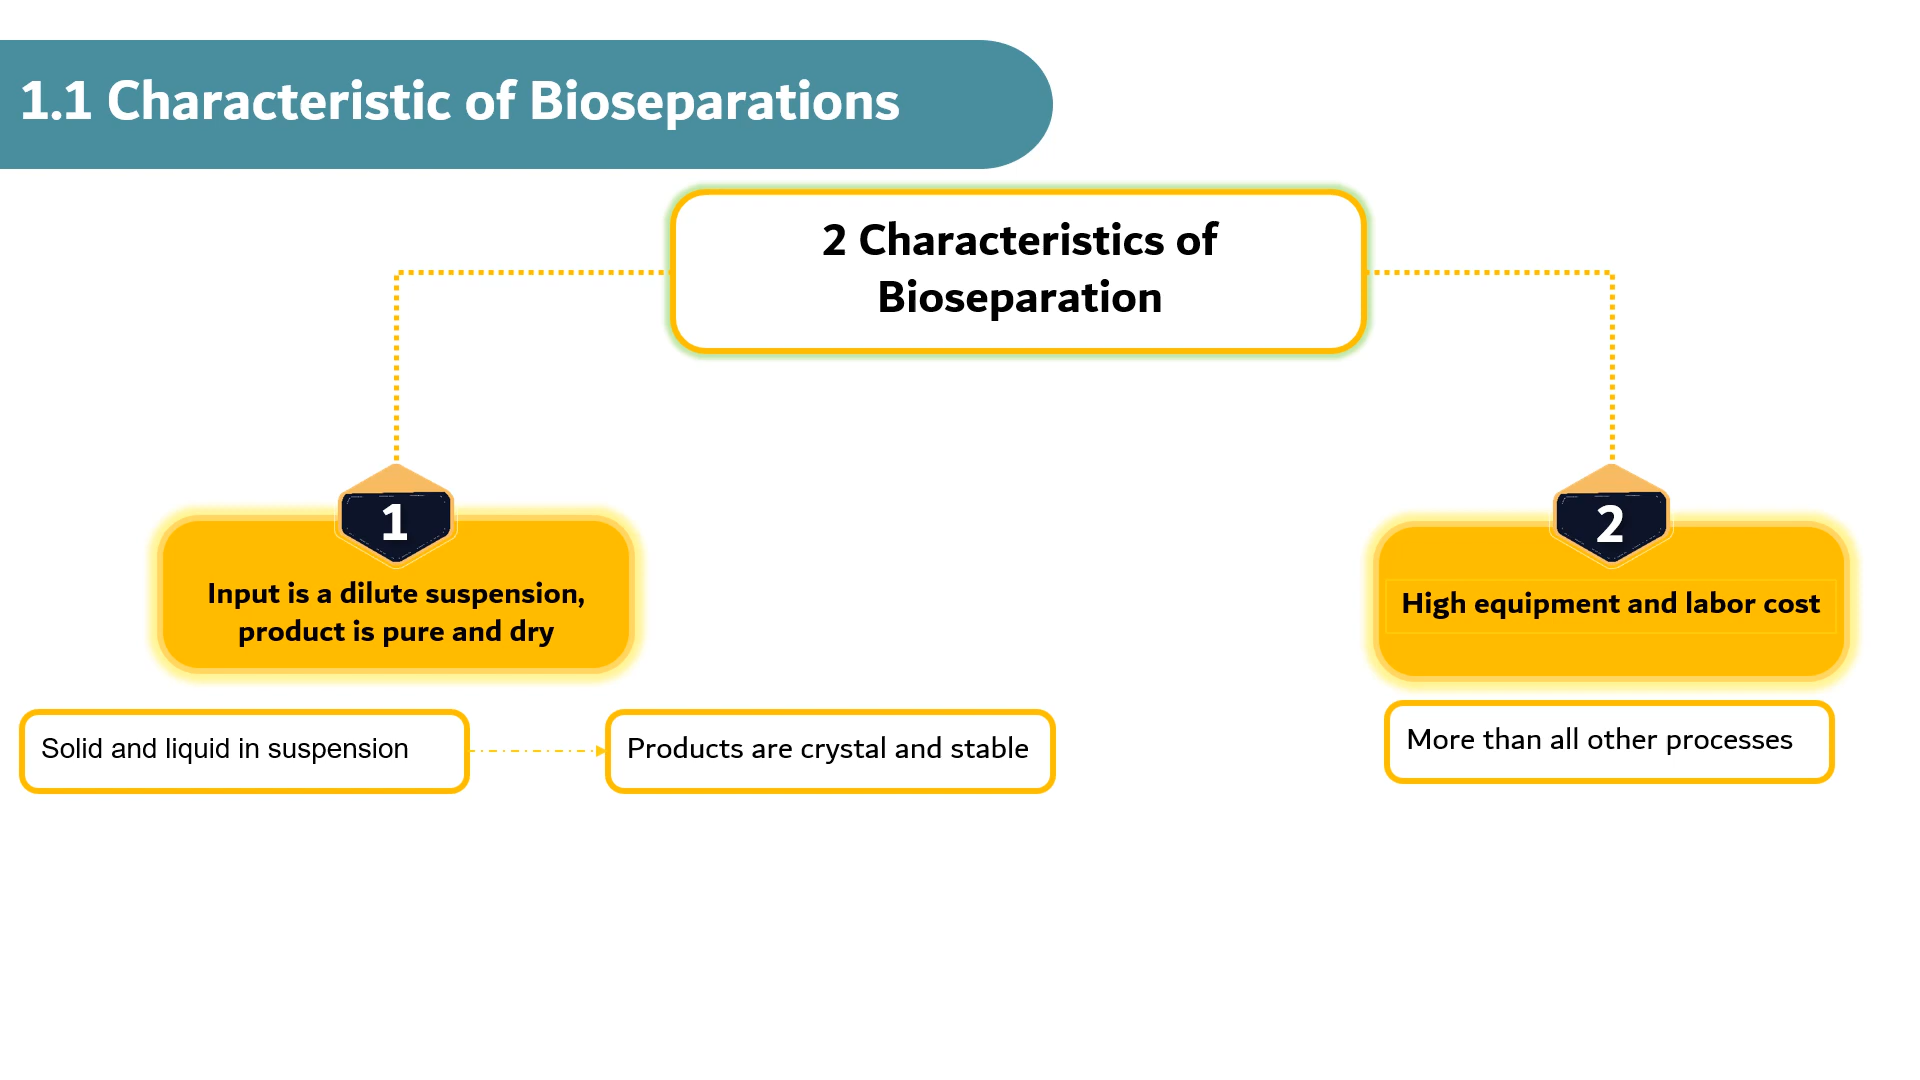 1.1 Characteristic of Bioseparations
2 Characteristics of
Bioseparation
1
Input is a dilute suspension,
product is pure and dry
Solid and liquid in suspension
Products are crystal and stable
2
High equipment and labor cost
More than all other processes